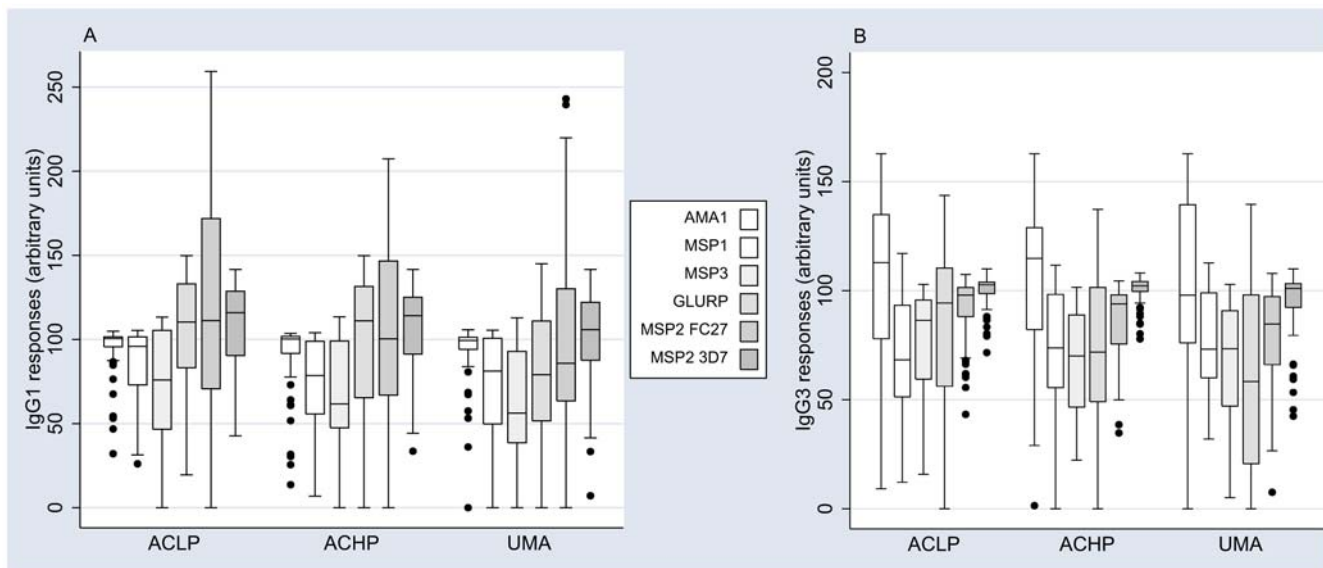 A
IgG1 responses (arbitrary units)
250
200
150
100
50
0
ACLP ACHP UMA
AMA1
MSP1
MSP3
GLURP
MSP2 FC27
MSP2 3D7
B
IgG3 responses (arbitrary units)
200
150
100
50
0
ACLP ACHP UMA